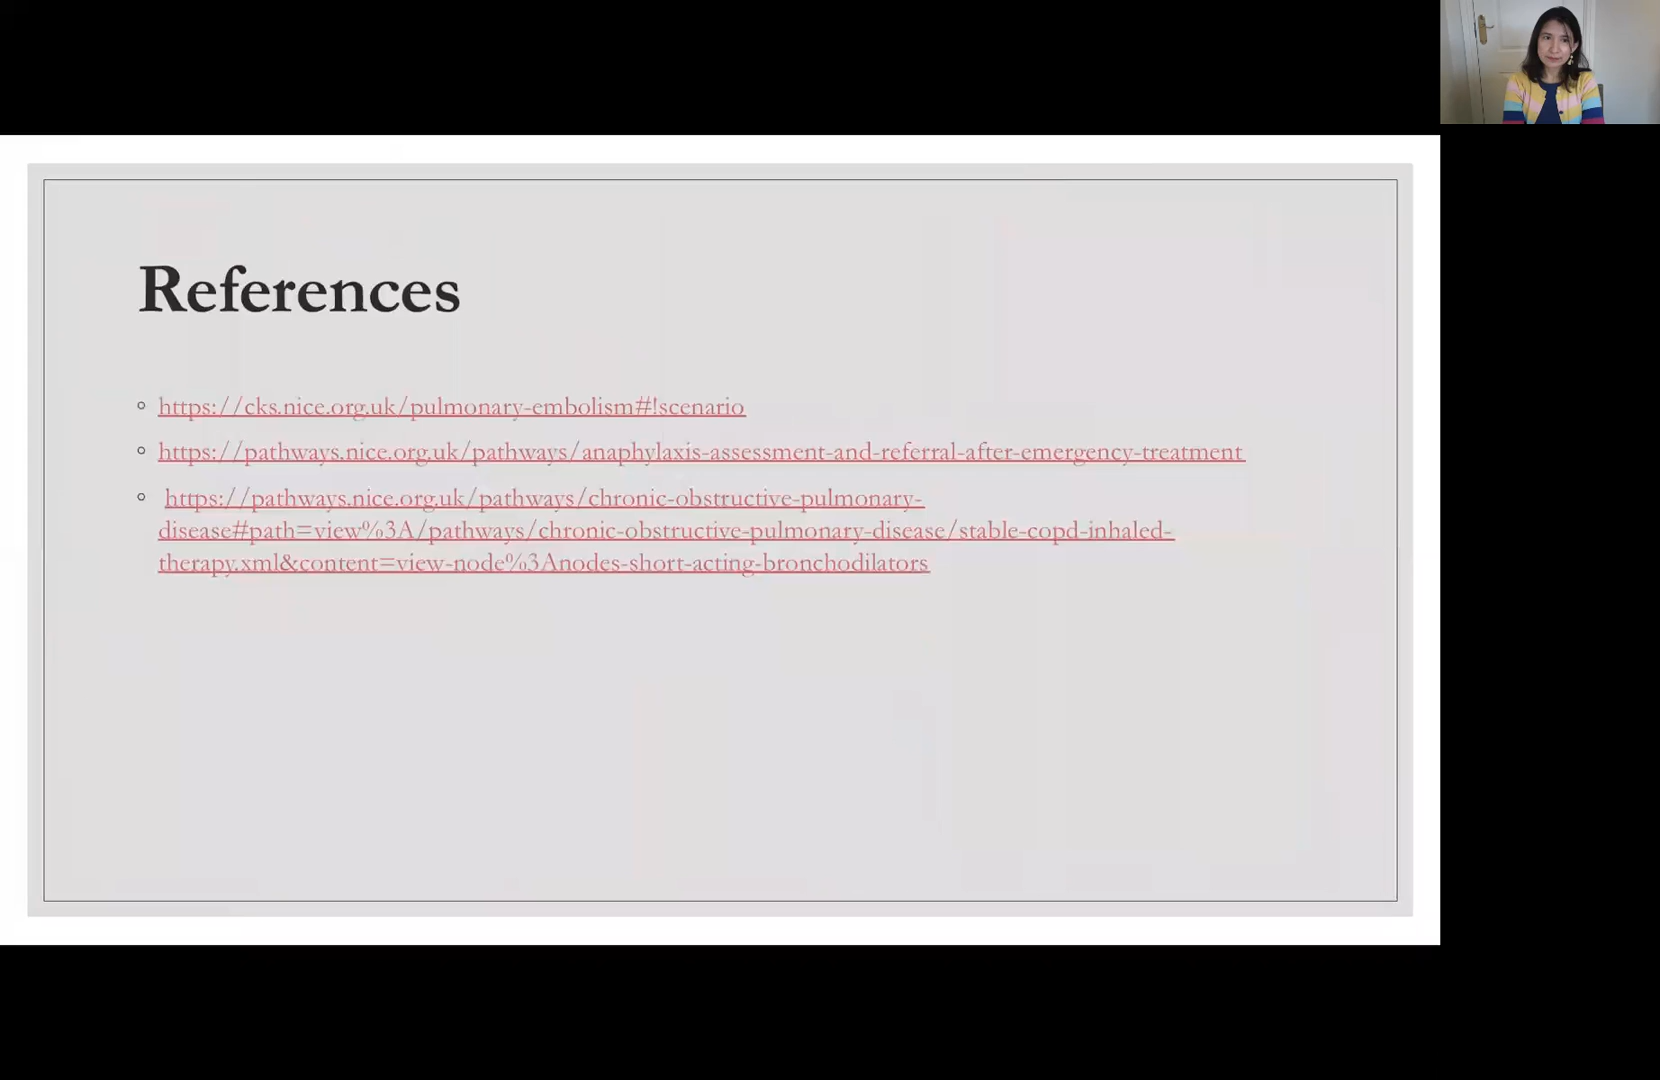 References
https://cks.nice.org.uk/pulmonary-embolism#!scenario
https://pathways.nice.org.uk/pathways/anaphylaxis-assessment-and-referral-after-emergency-treatment
https://pathways.nice.org.uk/pathways/chronic-obstructive-pulmonary-
disease#path=view%3A/pathways/chronic-obstructive-pulmonary-disease/stable-copd-inhaled-
therapy.xml&content=view-node%3Anodes-short-acting-bronchodilators